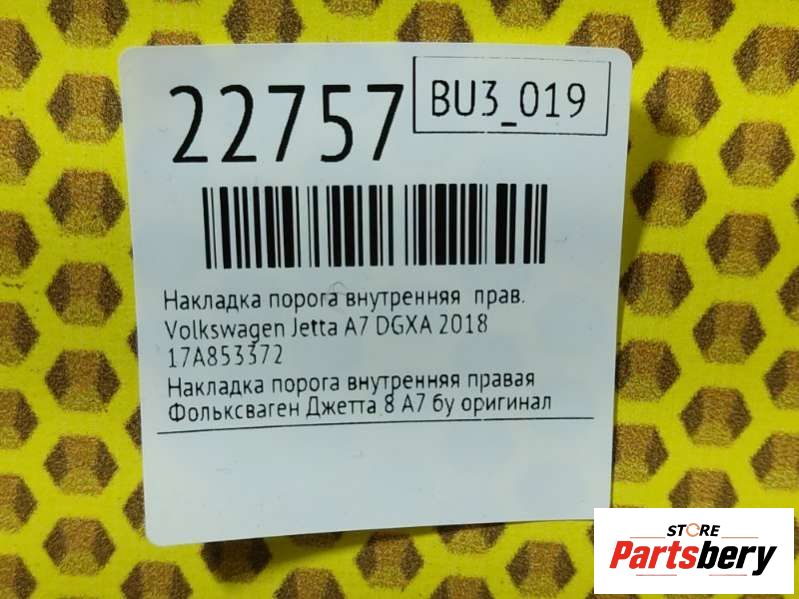 22757
BU3_019
Накладка порога внутренняя прав.
Volkswagen Jetta A7 DGXA 2018
17A853372
Накладка порога внутренняя правая
Фольксваген Джетта 8 А7 бу оригинал
STORE
Partsbery